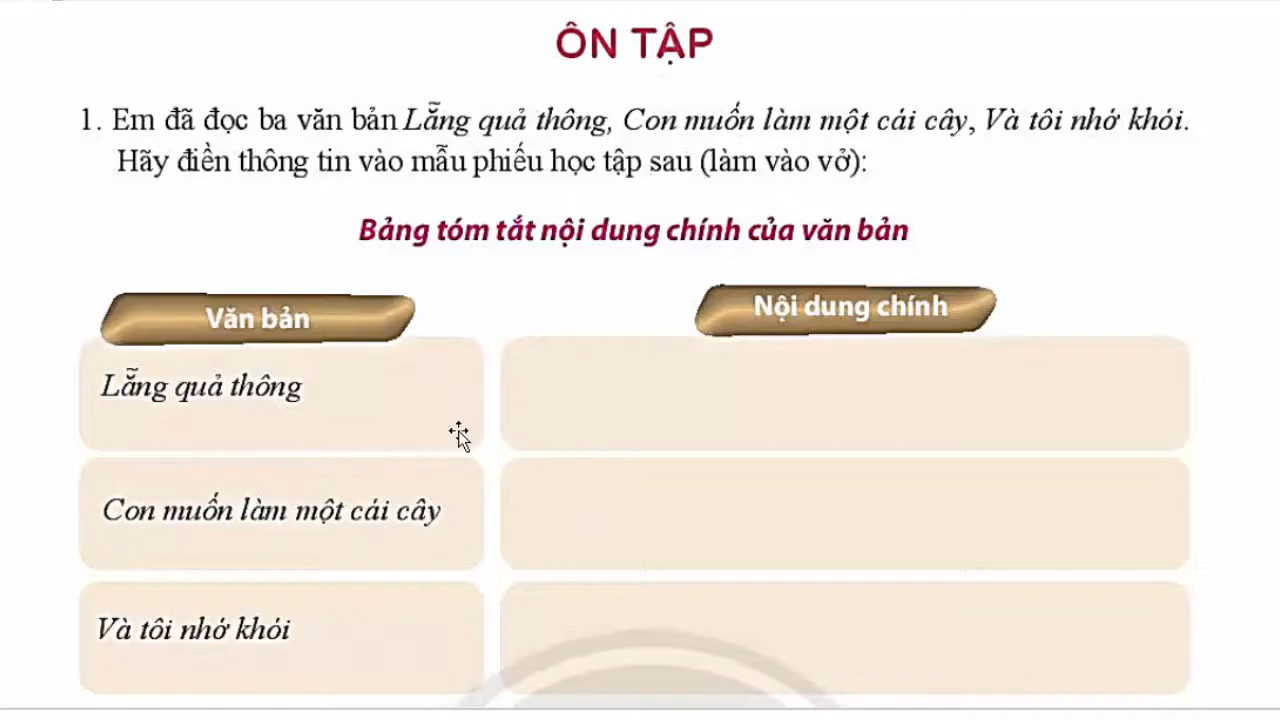 ÔN TẬP
1. Em đã đọc ba văn bản Lẵng quả thông, Con muốn làm một cái cây, Và tôi nhớ khói.
Hãy điền thông tin vào mẫu phiếu học tập sau (làm vào vở):
Bảng tóm tắt nội dung chính của văn bản
Văn bản
Nội dung chính
Lẵng quả thông
Con muốn làm một cái cây
Và tôi nhớ khói